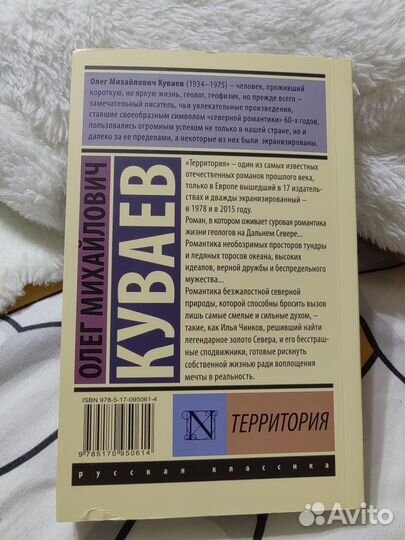 Олег Михайлович Куваев (1934–1975) – человек, проживший
короткую, но яркую жизнь, геолог, геофизик, но прежде всего –
замечательный писатель, чьи увлекательные произведения,
ставшие своеобразным символом «северной романтики» 60-х годов,
пользовались огромным успехом не только в нашей стране, но и
далеко за ее пределами, а некоторые из них были экранизированы.
ОЛЕГ МИХАЙЛОВИЧ
КУВАЕВ
«Территория» – один из самых известных
отечественных романов прошлого века,
только в Европе вышедший в 17 издатель-
ствах и дважды экранизированный –
в 1978 и в 2015 году.
Роман, в котором оживает суровая романтика
жизни геологов на Дальнем Севере...
Романтика необозримых просторов тундры
и ледяных торосов океана, высоких
идеалов, верной дружбы и беспредельного
мужества...
Романтика безжалостной северной
природы, которой способны бросить вызов
лишь самые смелые и сильные духом, –
такие, как Илья Чинков, решивший найти
легендарное золото Севера, и его бесстраш-
ные сподвижники, готовые рискнуть
собственной жизнью ради воплощения
мечты в реальность.
ISBN 978-5-17-095061-4
9785170950614
N
ТЕРРИТОРИЯ
русская классика
Avito